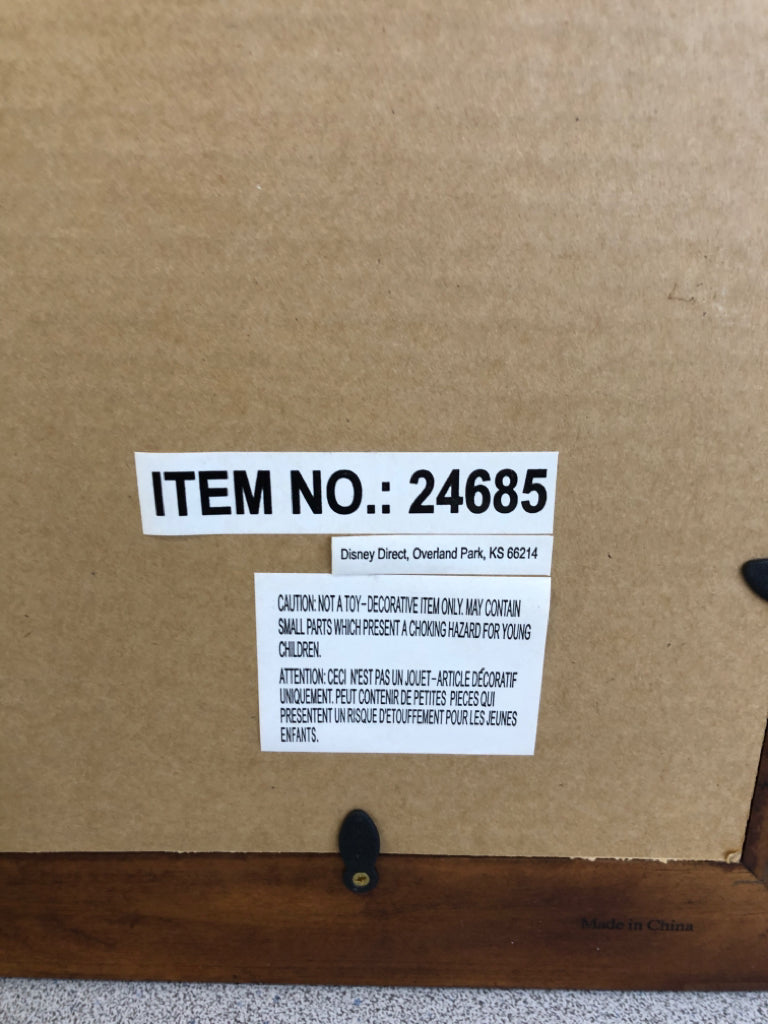 ITEM NO.: 24685
Disney Direct, Overland Park, KS 66214
CAUTION: NOT A TOY-DECORATIVE ITEM ONLY. MAY CONTAIN
SMALL PARTS WHICH PRESENT A CHOKING HAZARD FOR YOUNG
CHILDREN.
ATTENTION: CECI N'EST PAS UN JOUET-ARTICLE DÉCORATIF
UNIQUEMENT. PEUT CONTENIR DE PETITES PIECES QUI
PRESENTENT UN RISQUE D'ETOUFFEMENT POUR LES JEUNES
ENFANTS.
Made in China